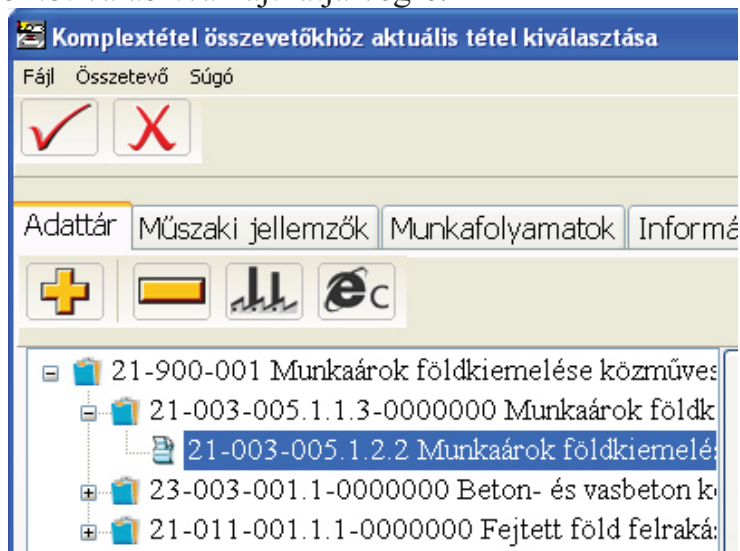 Komplextétel összevetőkhöz aktuális tétel kiválasztása
Fájl Összetevő Súgó
Adattár Műszaki jellemzők Munkafolyamatok Informá
C
21-900-001 Munkaárok földkiemelése közműves
21-003-005.1.1.3-0000000 Munkaárok földk
21-003-005.1.2.2 Munkaárok földkiemelé
23-003-001.1-0000000 Beton- és vasbeton k
21-011-001.1.1-0000000 Fejtett föld felraká